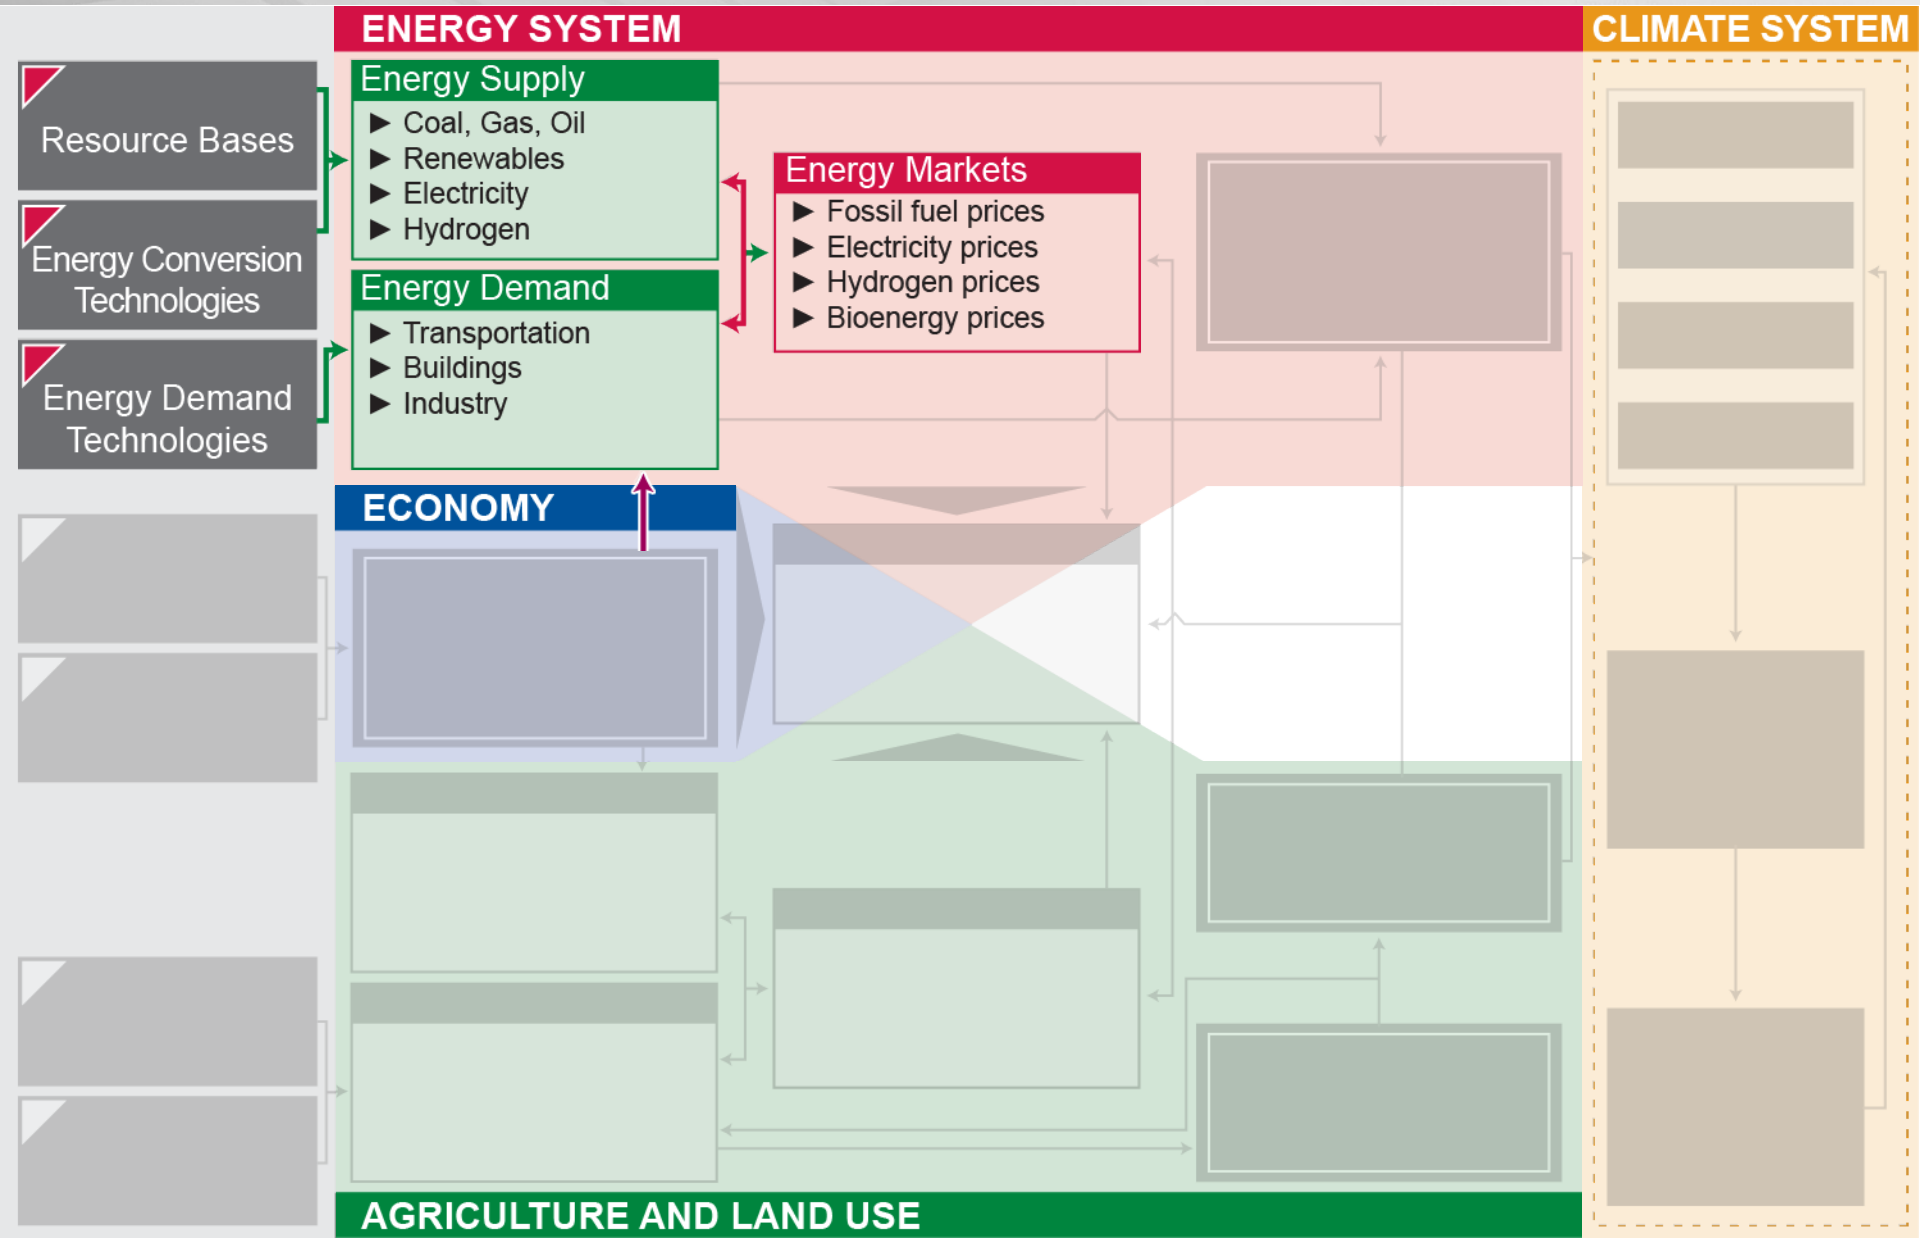 ENERGY SYSTEM
CLIMATE SYSTEM
Resource Bases
Energy Conversion
Technologies
Energy Demand
Technologies
Energy Supply
► Coal, Gas, Oil
► Renewables
► Electricity
► Hydrogen
Energy Demand
► Transportation
► Buildings
► Industry
Energy Markets
► Fossil fuel prices
► Electricity prices
► Hydrogen prices
► Bioenergy prices
ECONOMY
AGRICULTURE AND LAND USE